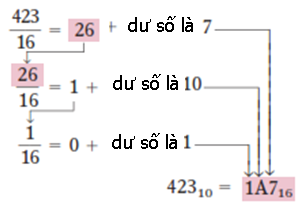 423/16 = 26 + dư số là 7
26/16 = 1 + dư số là 10
1/16 = 0 + dư số là 1
423₁₀ = 1A7₁₆